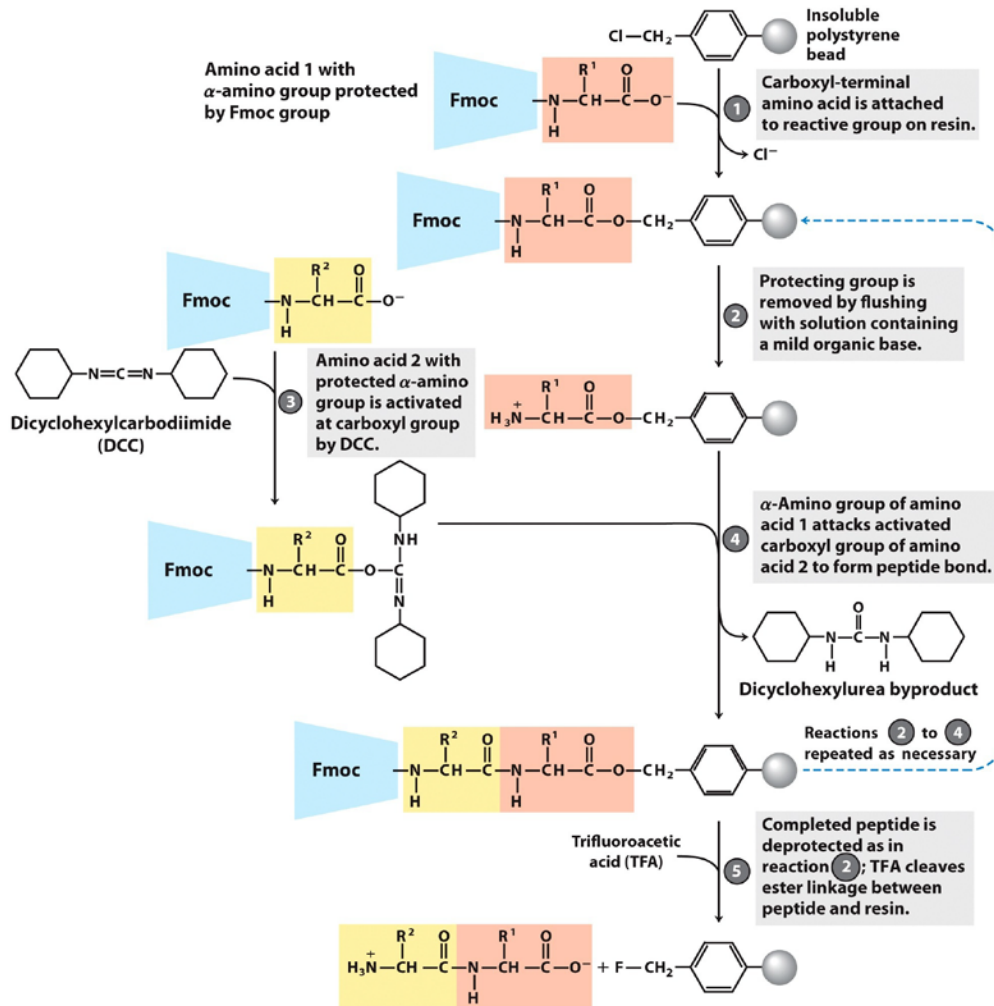 Cl—CH₂
Insoluble
polystyrene
bead
Amino acid 1 with
α-amino group protected
by Fmoc group
Fmoc
R¹ O
N—CH—C—O⁻
H
1
Carboxyl-terminal
amino acid is attached
to reactive group on resin.
Cl⁻
Fmoc
R¹ O
N—CH—C—O—CH₂
H
Fmoc
R² O
N—CH—C—O⁻
H
2
Protecting group is
removed by flushing
with solution containing
a mild organic base.
N=C=N
Dicyclohexylcarbodiimide
(DCC)
3
Amino acid 2 with
protected α-amino
group is activated
at carboxyl group
by DCC.
R¹ O
H₃N⁺—CH—C—O—CH₂
Fmoc
R² O NH
N—CH—C—O—C
H N
4
α-Amino group of amino
acid 1 attacks activated
carboxyl group of amino
acid 2 to form peptide bond.
O
N—C—N
H H
Dicyclohexylurea byproduct
Fmoc
R² O R¹ O
N—CH—C—N—CH—C—O—CH₂
H H
Reactions 2 to 4
repeated as necessary
Trifluoroacetic
acid (TFA)
5
Completed peptide is
deprotected as in
reaction 2; TFA cleaves
ester linkage between
peptide and resin.
R² O R¹ O
H₃N⁺—CH—C—N—CH—C—O⁻ + F—CH₂
H